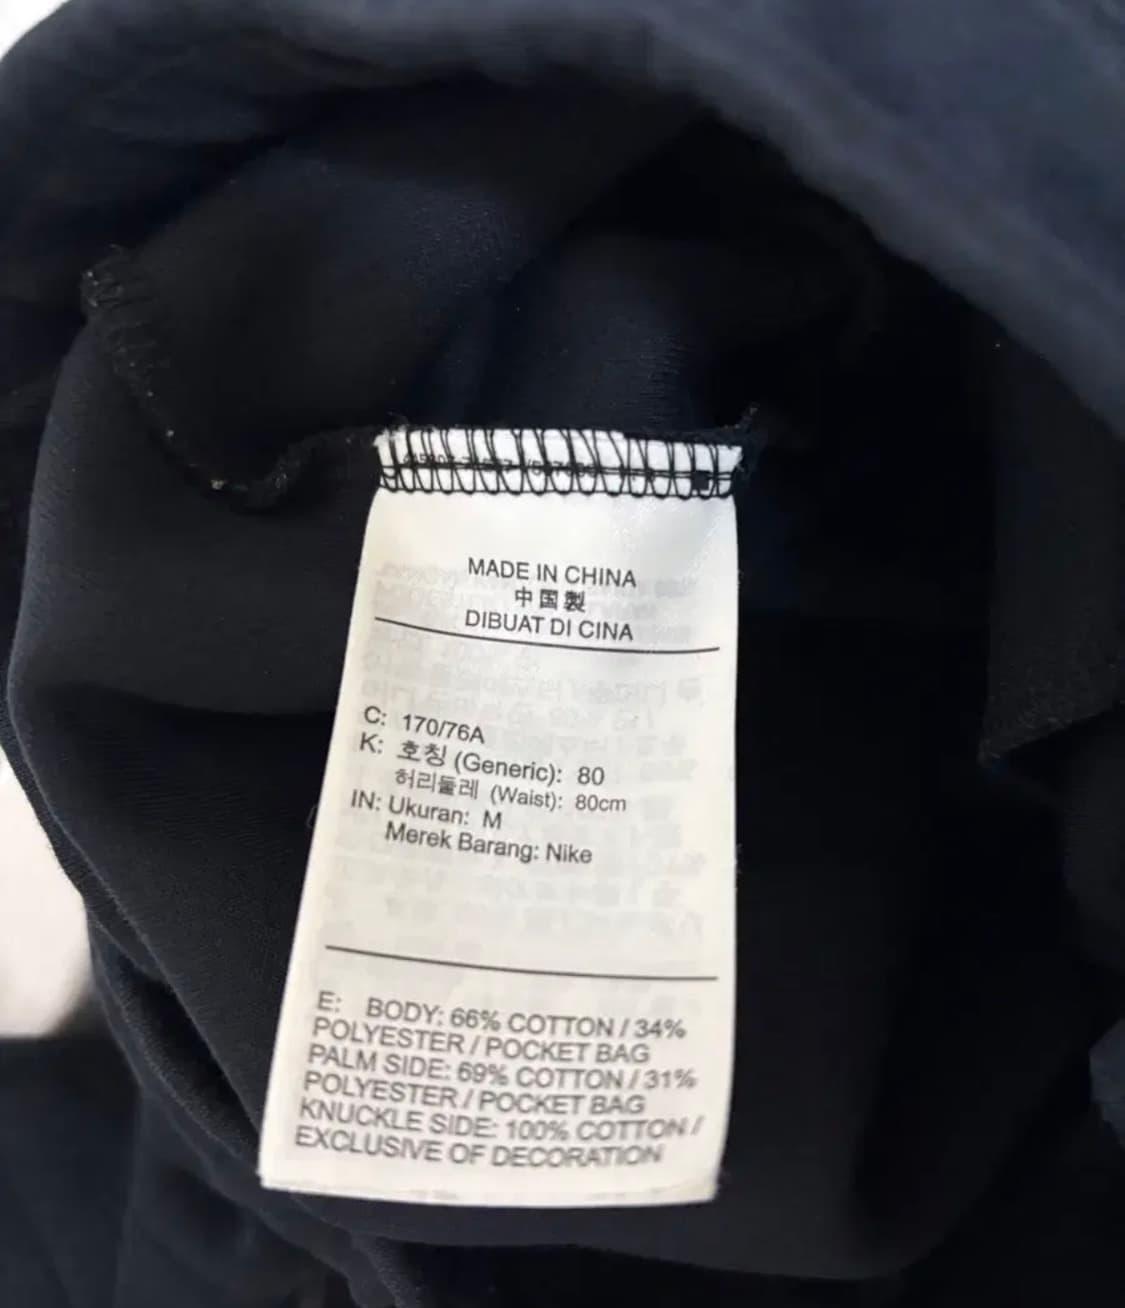 MADE IN CHINA
中国製
DIBUAT DI CINA
C: 170/76A
K: 호칭 (Generic): 80
허리둘레 (Waist): 80cm
IN: Ukuran: M
Merek Barang: Nike
E: BODY: 66% COTTON / 34%
POLYESTER / POCKET BAG
PALM SIDE: 69% COTTON / 31%
POLYESTER / POCKET BAG
KNUCKLE SIDE: 100% COTTON /
EXCLUSIVE OF DECORATION